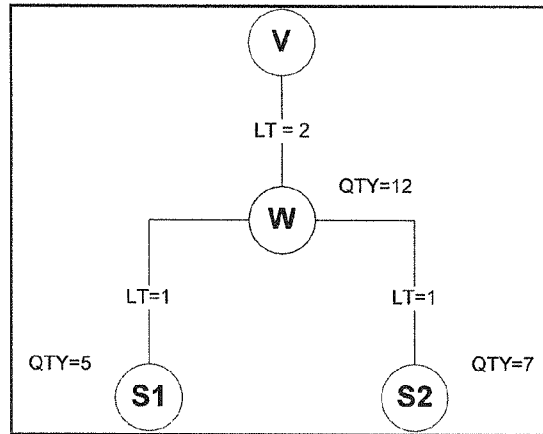 V
LT = 2
QTY=12
W
LT=1
LT=1
QTY=5
QTY=7
S1
S2